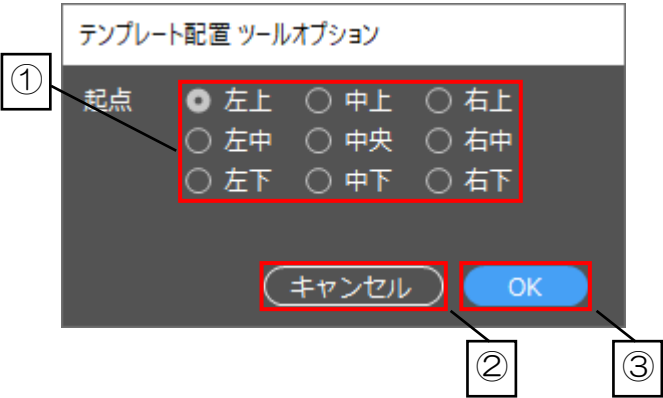 テンプレート配置 ツールオプション
①
起点 左上 中上 右上
左中 中央 右中
左下 中下 右下
キャンセル OK
② ③